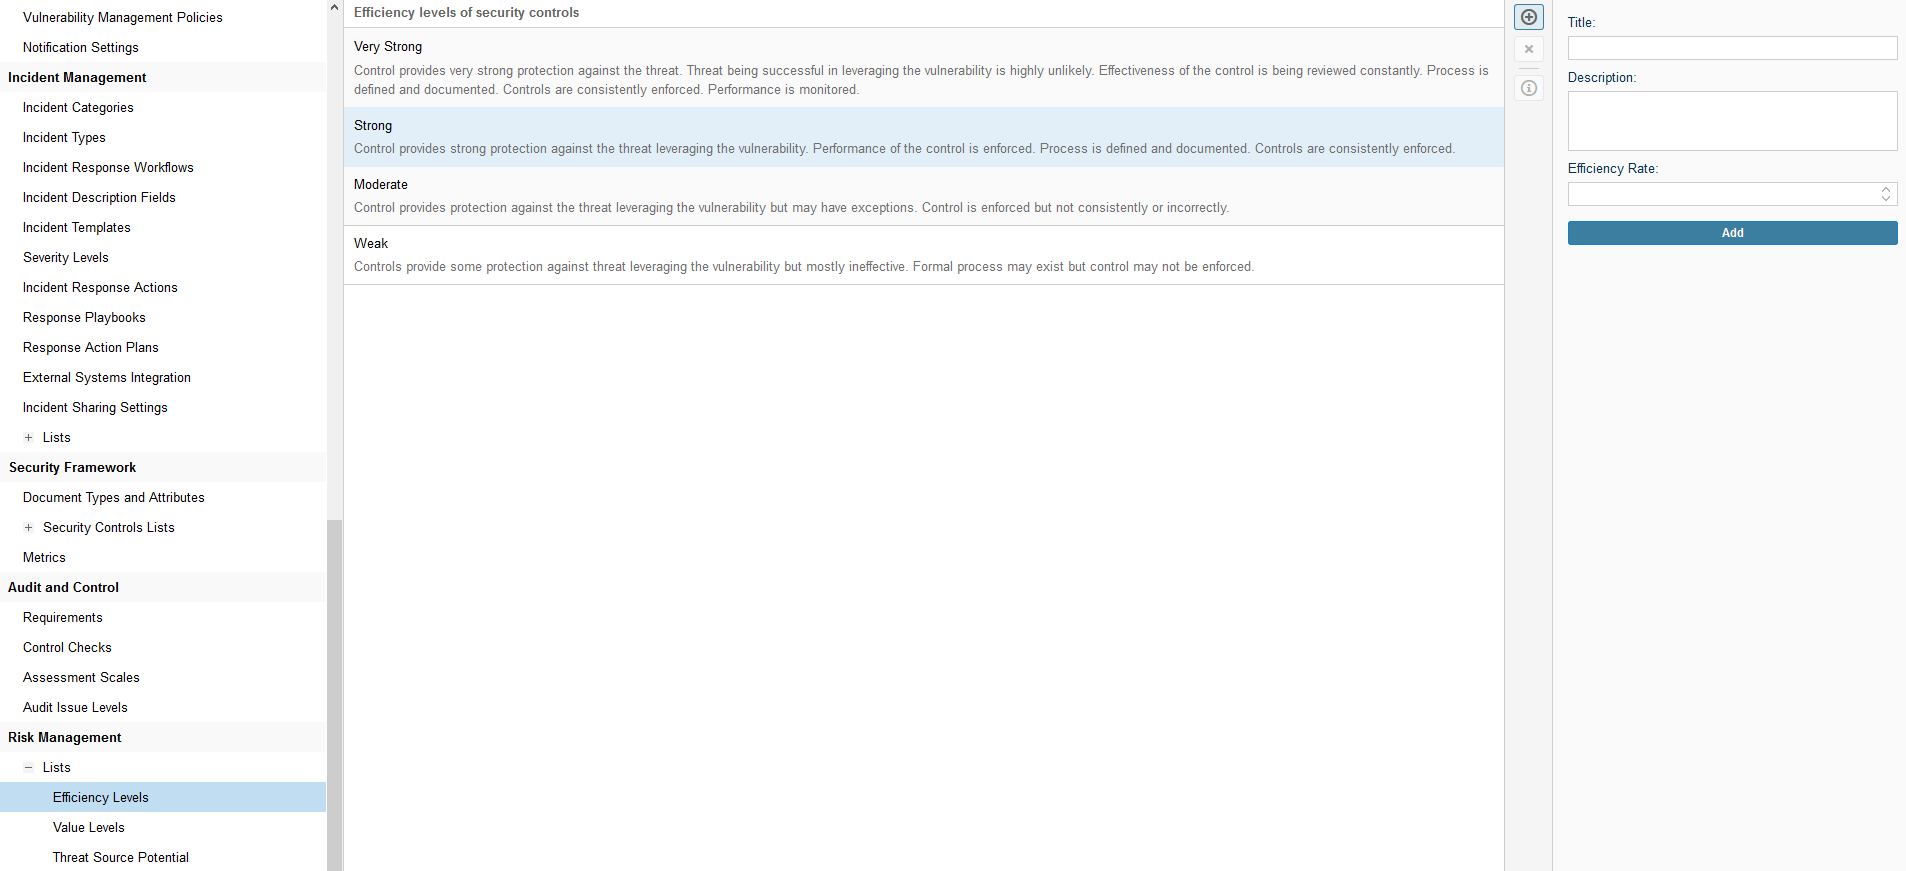 Vulnerability Management Policies
Notification Settings
Incident Management
Incident Categories
Incident Types
Incident Response Workflows
Incident Description Fields
Incident Templates
Severity Levels
Incident Response Actions
Response Playbooks
Response Action Plans
External Systems Integration
Incident Sharing Settings
Lists
Security Framework
Document Types and Attributes
Security Controls Lists
Metrics
Audit and Control
Requirements
Control Checks
Assessment Scales
Audit Issue Levels
Risk Management
Lists
Efficiency Levels
Value Levels
Threat Source Potential
Efficiency levels of security controls
Very Strong
Control provides very strong protection against the threat. Threat being successful in leveraging the vulnerability is highly unlikely. Effectiveness of the control is being reviewed constantly. Process is
defined and documented. Controls are consistently enforced. Performance is monitored.
Strong
Control provides strong protection against the threat leveraging the vulnerability. Performance of the control is enforced. Process is defined and documented. Controls are consistently enforced.
Moderate
Control provides protection against the threat leveraging the vulnerability but may have exceptions. Control is enforced but not consistently or incorrectly.
Weak
Controls provide some protection against threat leveraging the vulnerability but mostly ineffective. Formal process may exist but control may not be enforced.
Title:
Description:
Efficiency Rate:
Add